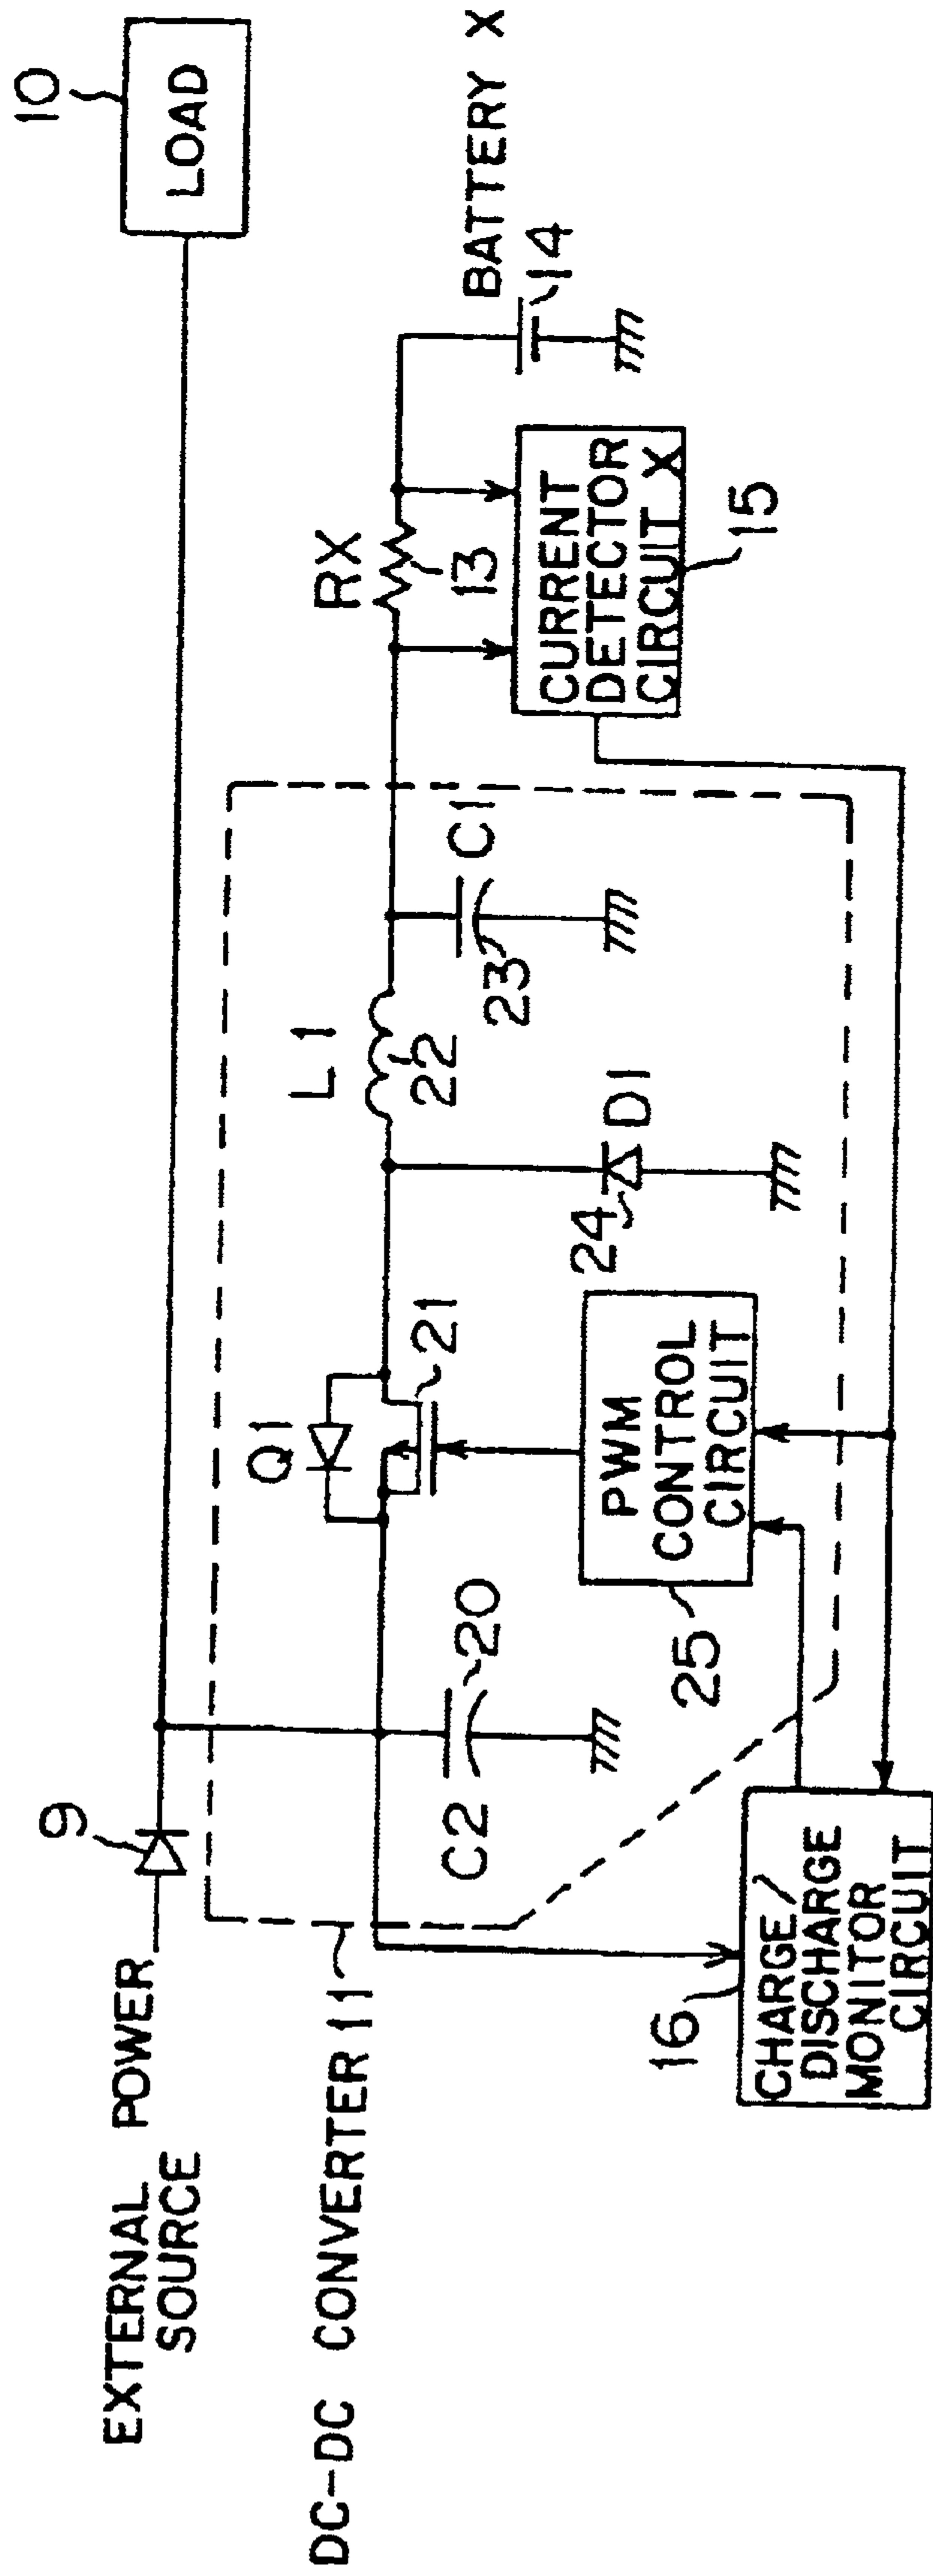 EXTERNAL POWER
SOURCE
9
10
LOAD
DC-DC CONVERTER 11
C2
20
Q1
21
L1
22
C1
23
D1
24
PWM
CONTROL
CIRCUIT
25
RX
13
BATTERY X
14
CURRENT
DETECTOR
CIRCUIT X
15
16
CHARGE/
DISCHARGE
MONITOR
CIRCUIT